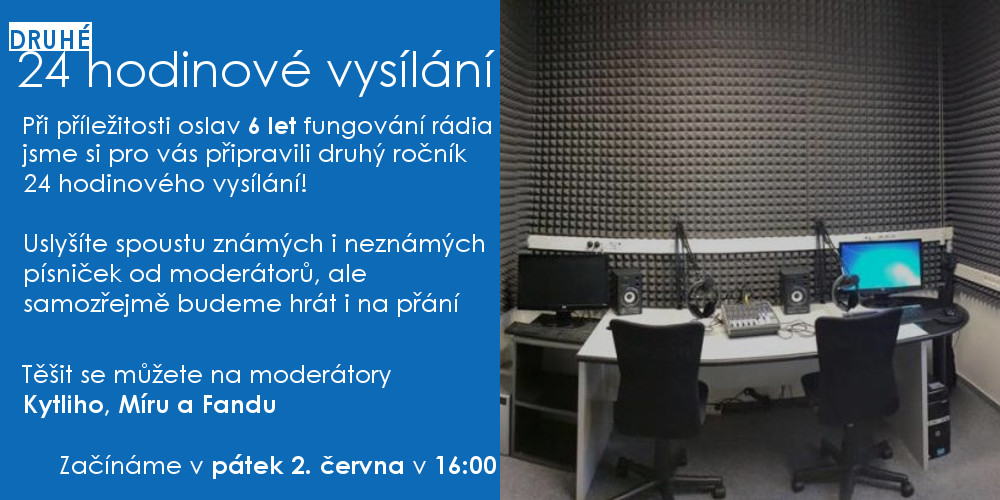 DRUHÉ
24 hodinové vysílání
Při příležitosti oslav 6 let fungování rádia
jsme si pro vás připravili druhý ročník
24 hodinového vysílání!
Uslyšíte spoustu známých i neznámých
písniček od moderátorů, ale
samozřejmě budeme hrát i na přání
Těšit se můžete na moderátory
Kytliho, Míru a Fandu
Začínáme v pátek 2. června v 16:00